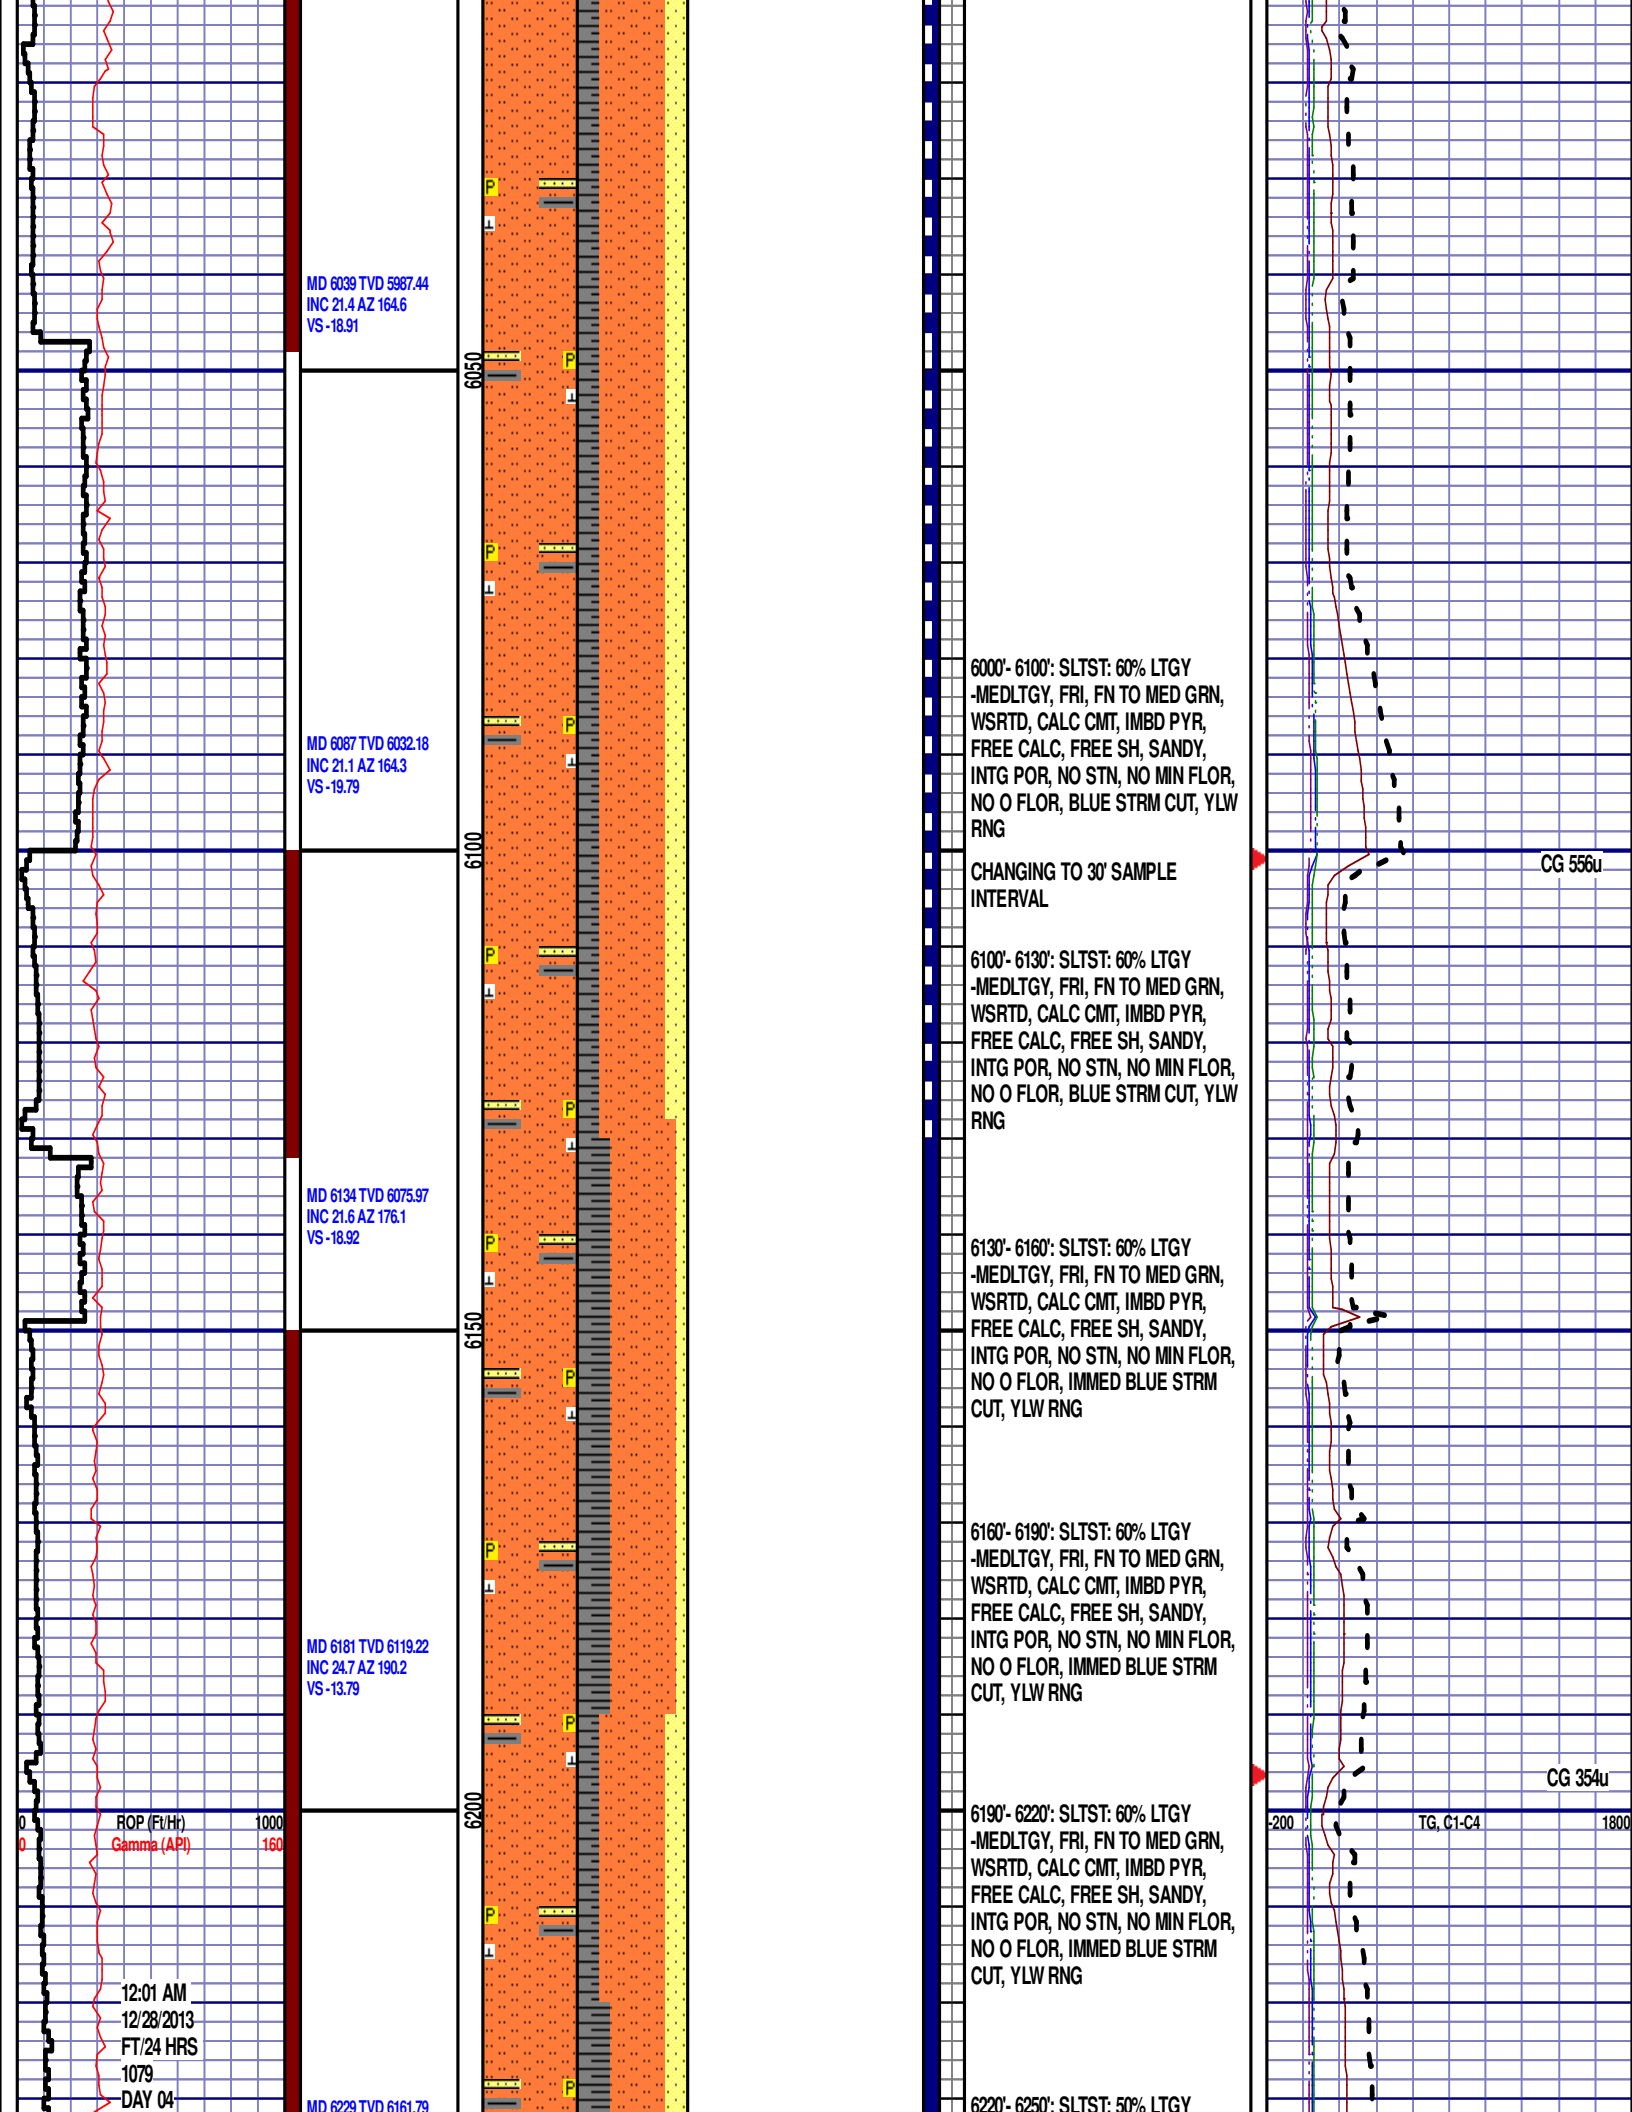 MD 6039 TVD 5987.44
INC 21.4 AZ 164.6
VS -18.91
6050
MD 6087 TVD 6032.18
INC 21.1 AZ 164.3
VS -19.79
6100
MD 6134 TVD 6075.97
INC 21.6 AZ 176.1
VS -18.92
6150
MD 6181 TVD 6119.22
INC 24.7 AZ 190.2
VS -13.79
6200
0 ROP (Ft/Hr) 1000
0 Gamma (API) 160
12:01 AM
12/28/2013
FT/24 HRS
1079
DAY 04
MD 6229 TVD 6161.79
P
P
P
P
P
P
P
P
P
P
P
P
6000'- 6100': SLTST: 60% LTGY
-MEDLTGY, FRI, FN TO MED GRN,
WSRTD, CALC CMT, IMBD PYR,
FREE CALC, FREE SH, SANDY,
INTG POR, NO STN, NO MIN FLOR,
NO O FLOR, BLUE STRM CUT, YLW
RNG
CHANGING TO 30' SAMPLE
INTERVAL
6100'- 6130': SLTST: 60% LTGY
-MEDLTGY, FRI, FN TO MED GRN,
WSRTD, CALC CMT, IMBD PYR,
FREE CALC, FREE SH, SANDY,
INTG POR, NO STN, NO MIN FLOR,
NO O FLOR, BLUE STRM CUT, YLW
RNG
6130'- 6160': SLTST: 60% LTGY
-MEDLTGY, FRI, FN TO MED GRN,
WSRTD, CALC CMT, IMBD PYR,
FREE CALC, FREE SH, SANDY,
INTG POR, NO STN, NO MIN FLOR,
NO O FLOR, IMMED BLUE STRM
CUT, YLW RNG
6160'- 6190': SLTST: 60% LTGY
-MEDLTGY, FRI, FN TO MED GRN,
WSRTD, CALC CMT, IMBD PYR,
FREE CALC, FREE SH, SANDY,
INTG POR, NO STN, NO MIN FLOR,
NO O FLOR, IMMED BLUE STRM
CUT, YLW RNG
6190'- 6220': SLTST: 60% LTGY
-MEDLTGY, FRI, FN TO MED GRN,
WSRTD, CALC CMT, IMBD PYR,
FREE CALC, FREE SH, SANDY,
INTG POR, NO STN, NO MIN FLOR,
NO O FLOR, IMMED BLUE STRM
CUT, YLW RNG
6220'- 6250': SLTST: 50% LTGY
CG 556u
CG 354u
-200 TG, C1-C4 1800